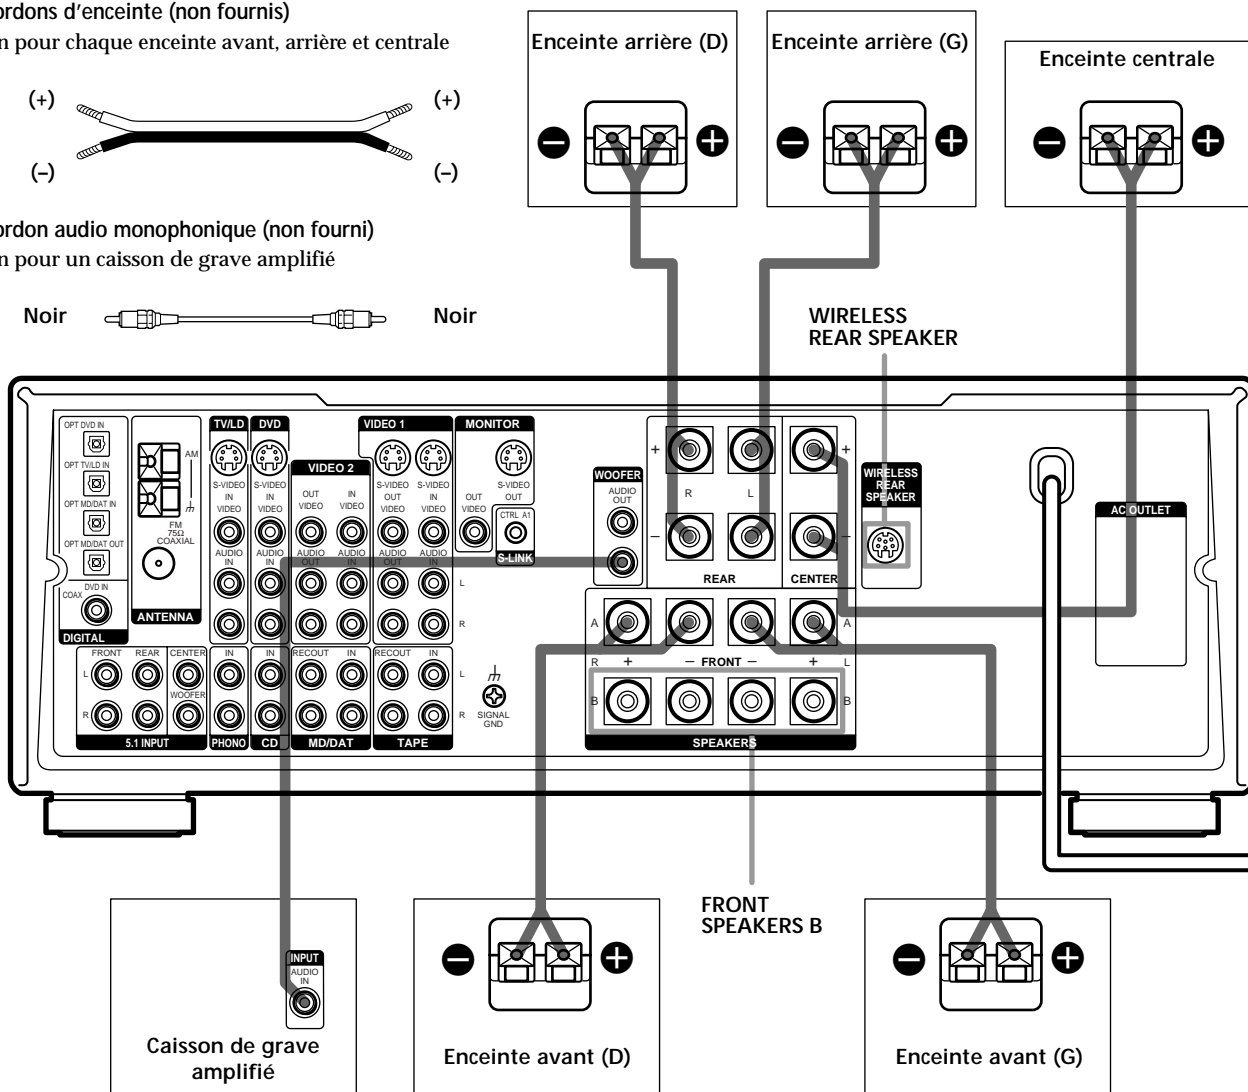 ordons d'enceinte (non fournis)
n pour chaque enceinte avant, arrière et centrale
(+)
(+)
(–)
(–)
ordon audio monophonique (non fourni)
n pour un caisson de grave amplifié
Noir
Noir
Enceinte arrière (D)
Enceinte arrière (G)
Enceinte centrale
– +
– +
– +
WIRELESS
REAR SPEAKER
OPT DVD IN
OPT TV/LD IN
OPT MD/DAT IN
OPT MD/DAT OUT
DVD IN
COAX
DIGITAL
AM
FM
75Ω
COAXIAL
ANTENNA
TV/LD
S-VIDEO
IN
VIDEO
AUDIO
IN
DVD
S-VIDEO
IN
VIDEO
AUDIO
IN
VIDEO 2
OUT
VIDEO
IN
VIDEO
AUDIO
OUT
AUDIO
IN
VIDEO 1
S-VIDEO
OUT
VIDEO
S-VIDEO
IN
VIDEO
AUDIO
OUT
AUDIO
IN
L
R
MONITOR
S-VIDEO
OUT
OUT
VIDEO
CTRL A1
S-LINK
WOOFER
AUDIO
OUT
+
R L
–
REAR
+
–
CENTER
WIRELESS
REAR
SPEAKER
AC OUTLET
FRONT REAR CENTER
L
WOOFER
R
5.1 INPUT
IN
PHONO
IN
CD
RECOUT IN
MD/DAT
RECOUT IN
TAPE
L
R
SIGNAL
GND
A A
R + – FRONT – + L
B B
SPEAKERS
FRONT
SPEAKERS B
INPUT
AUDIO
IN
Caisson de grave
amplifié
– +
Enceinte avant (D)
– +
Enceinte avant (G)